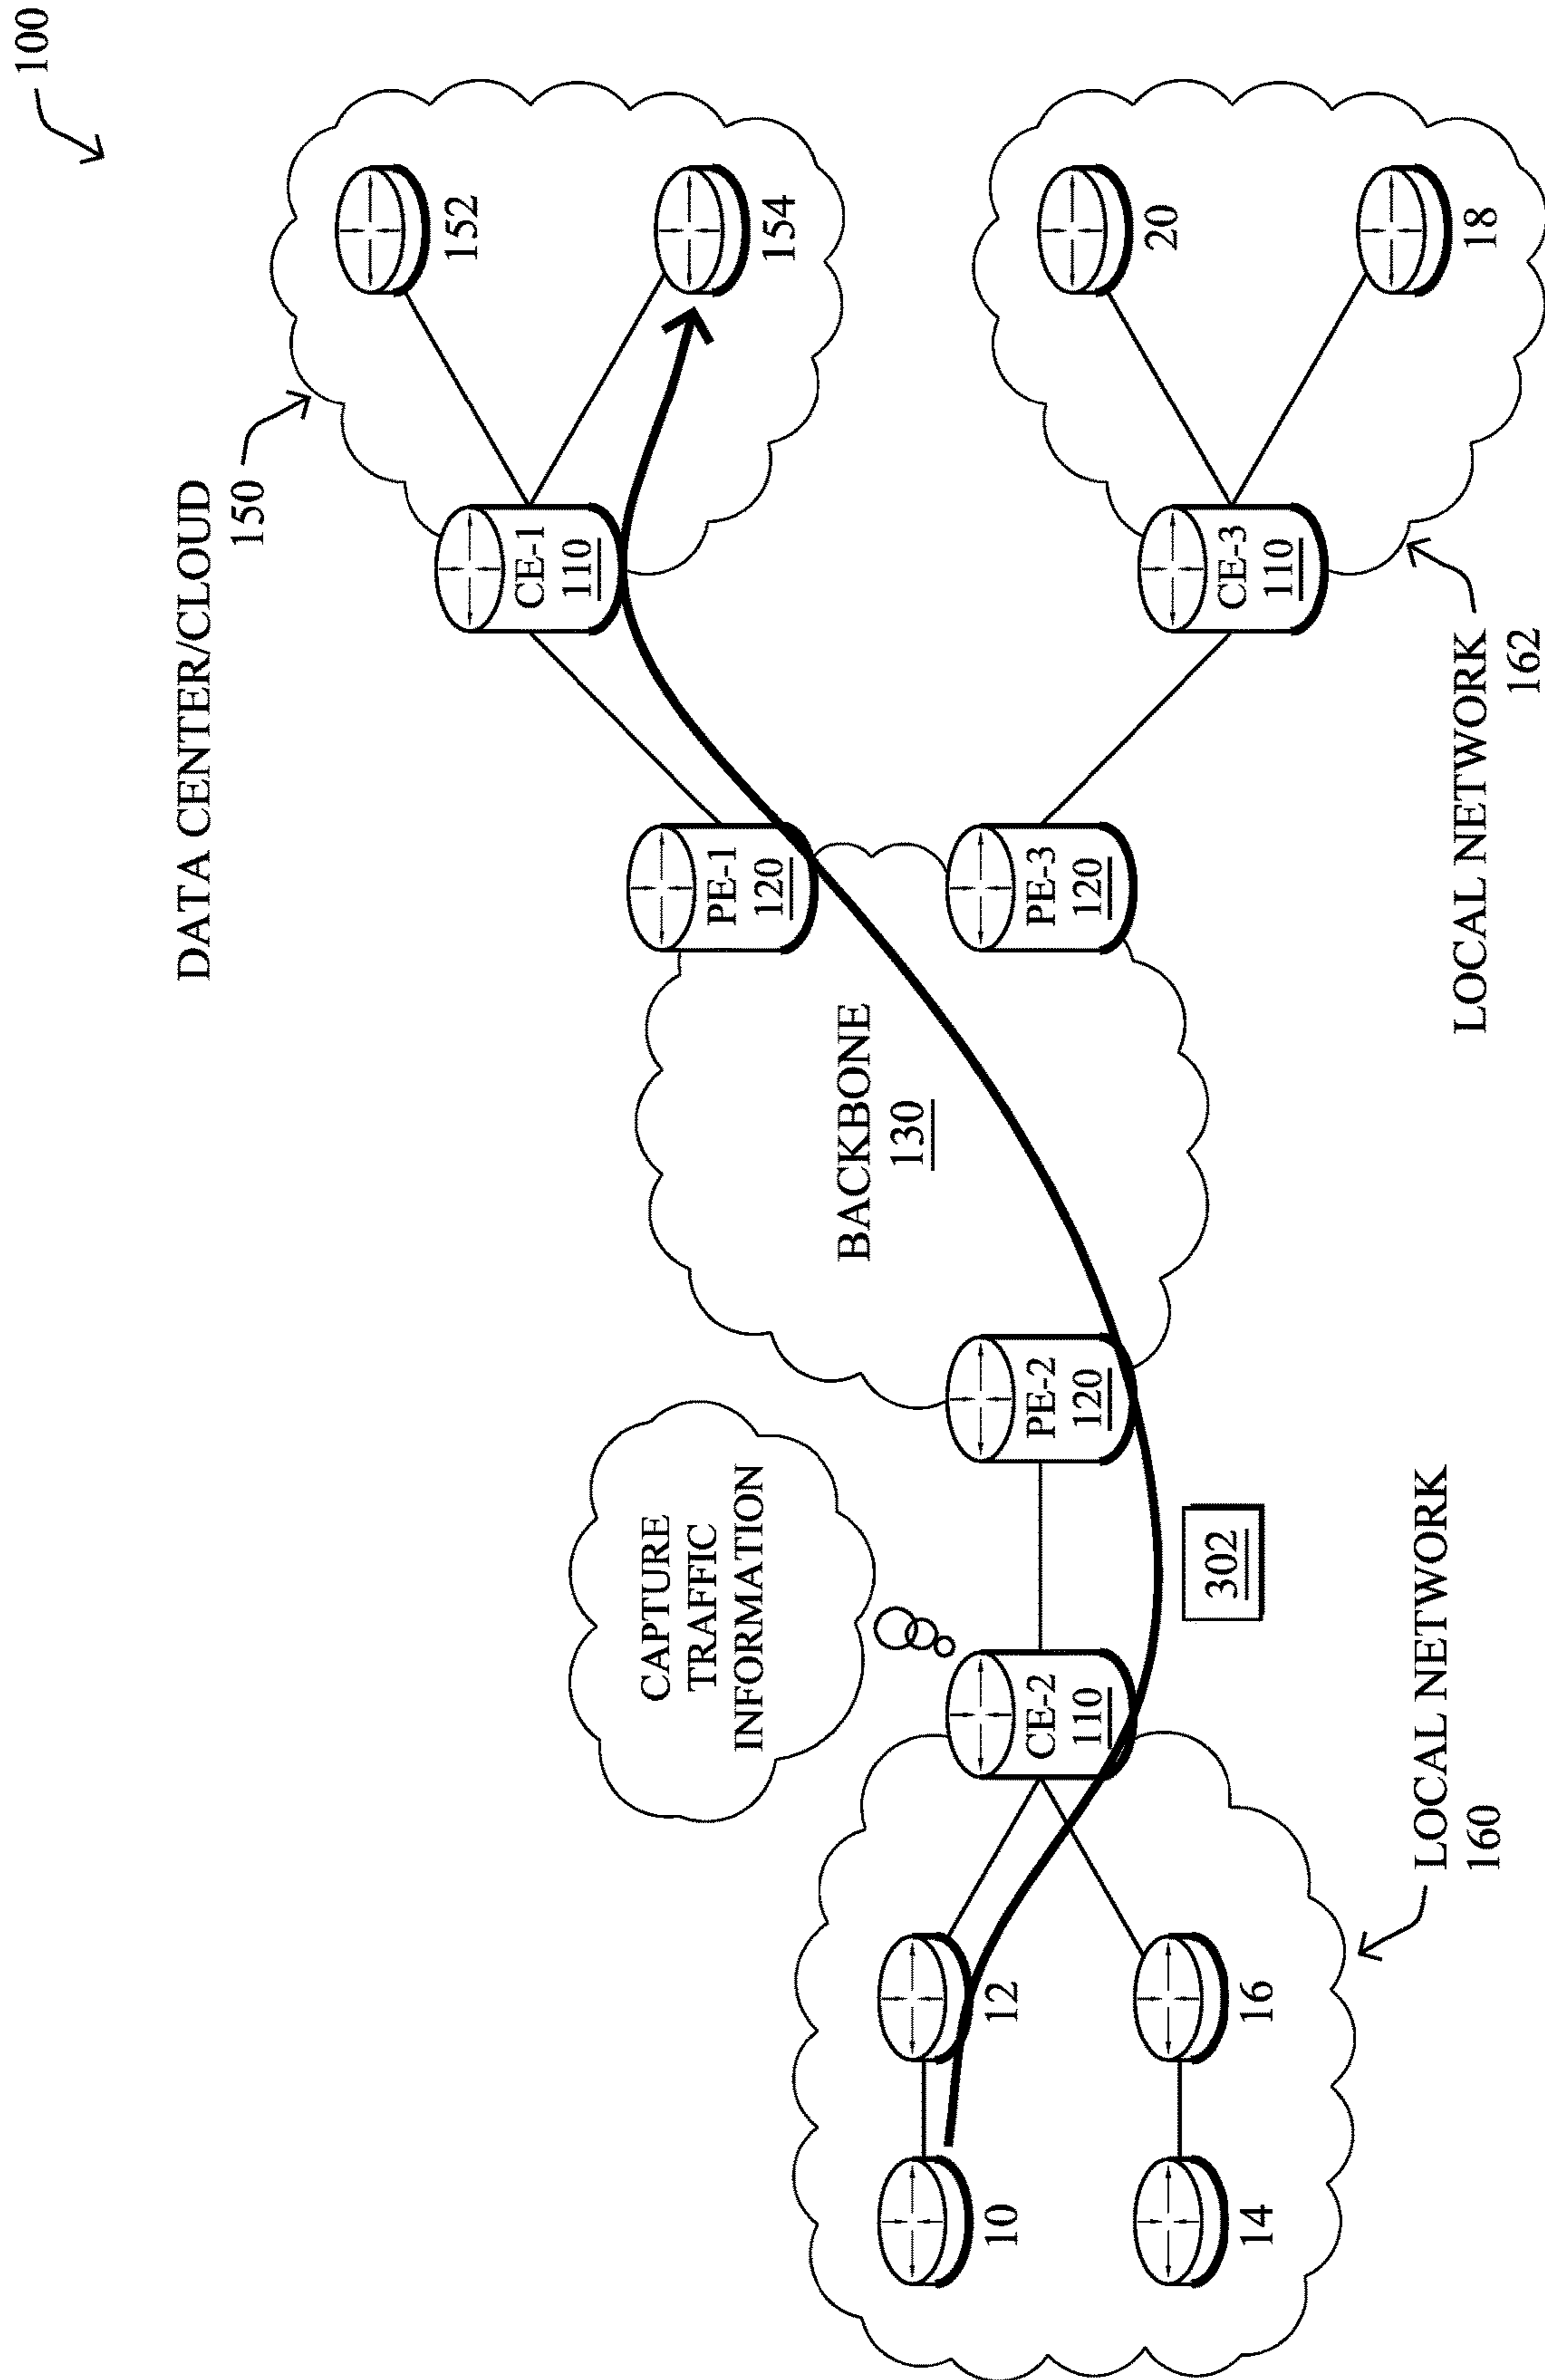 100
DATA CENTER/CLOUD
150
152
154
CE-1
110
PE-1
120
BACKBONE
130
PE-3
120
CE-3
110
20
18
LOCAL NETWORK
162
CAPTURE
TRAFFIC
INFORMATION
PE-2
120
302
CE-2
110
10
12
14
16
LOCAL NETWORK
160